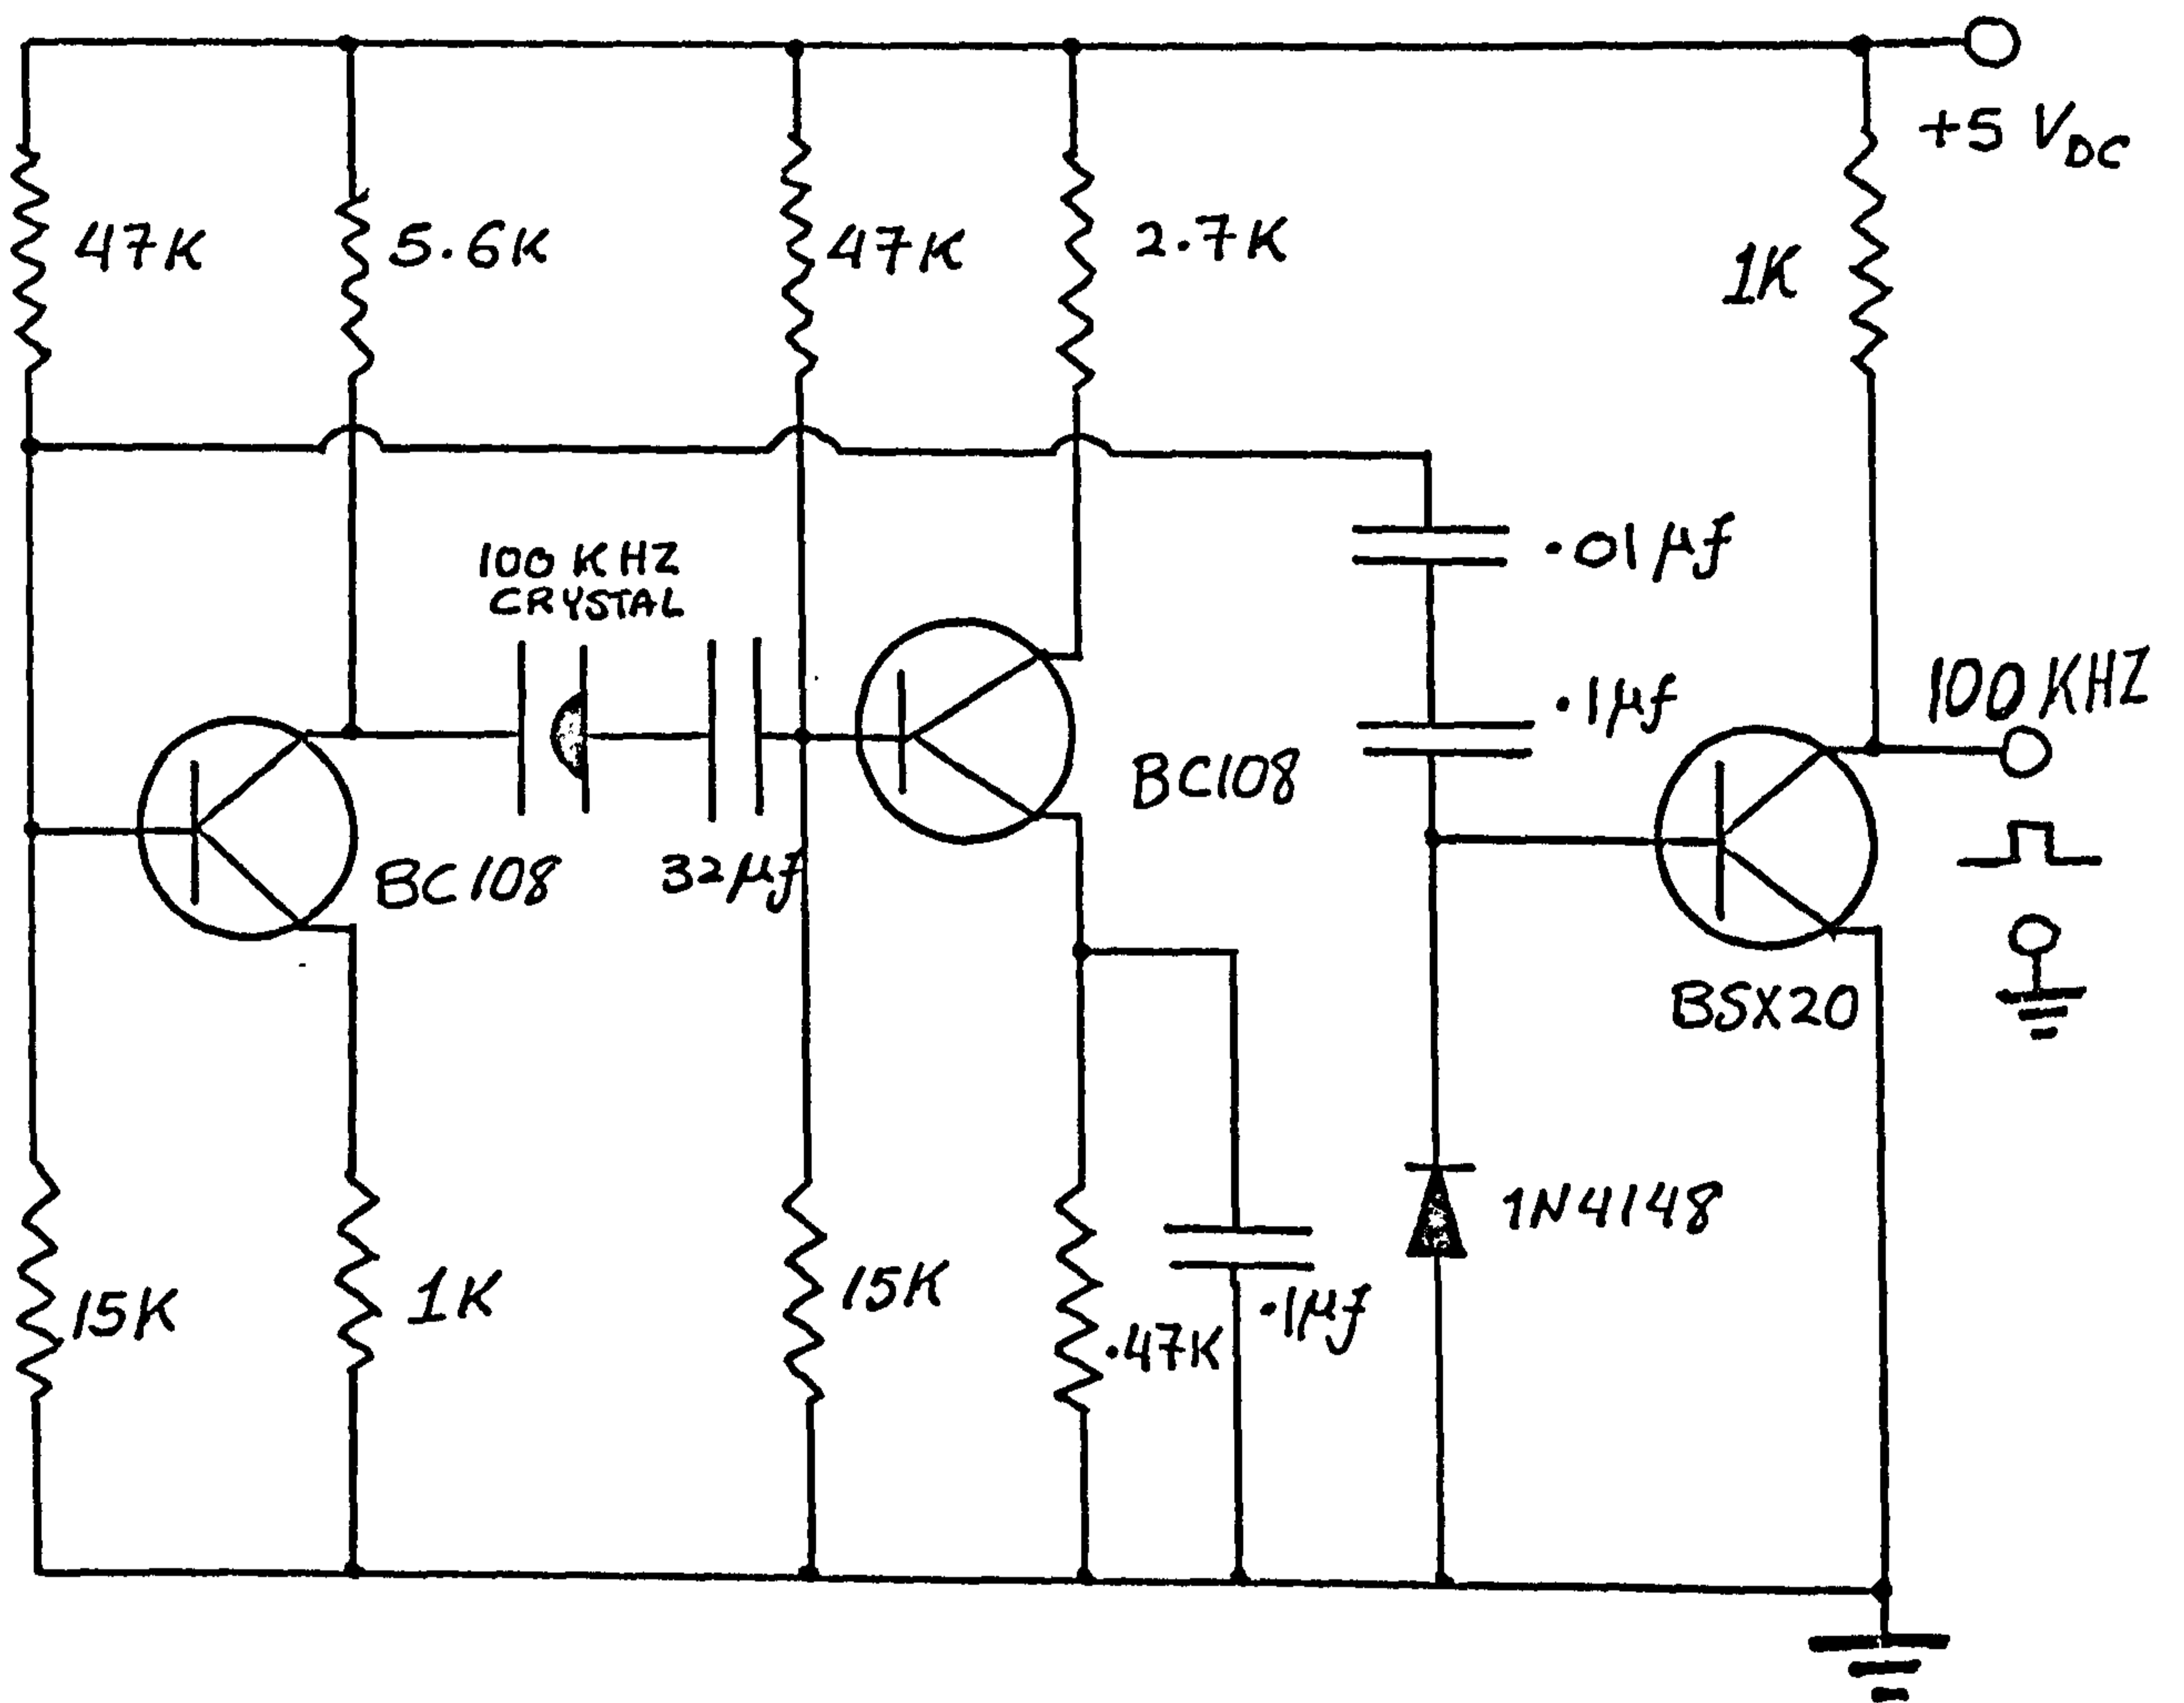 +5 VDC
47K
5.6K
47K
2.7K
1K
100 KHZ
CRYSTAL
.01µf
.1µf
100 KHZ
BC108
BC108
32µf
BSX20
1N4148
15K
1K
15K
.47K
.1µf